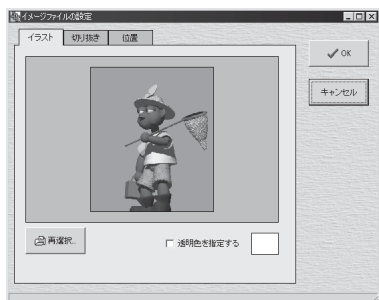 イメージファイルの設定
イラスト 切り抜き 位置
OK
キャンセル
再選択...
透明色を指定する